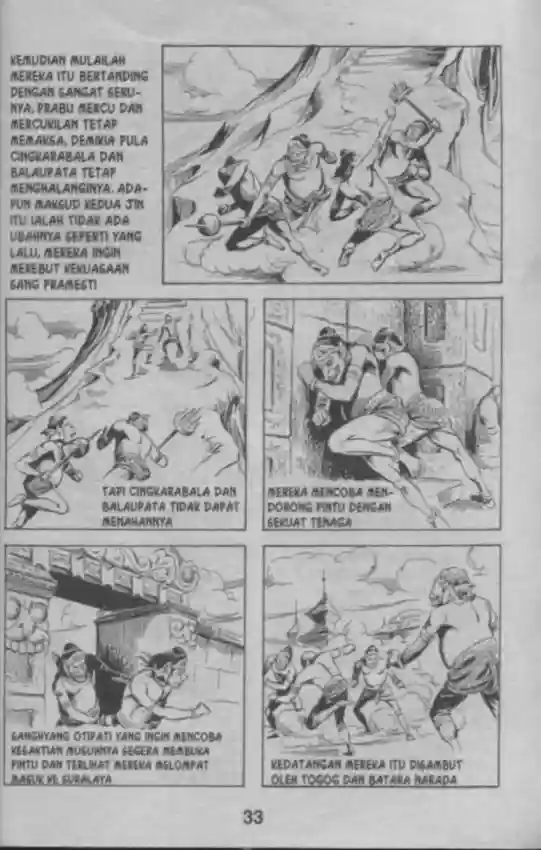 KEMUDIAN MULAILAH
MEREKA ITU BERTANDING
DENGAN SANGAT SERU-
NYA. PRABU MERCU DAN
MERCUKILAN TETAP
MEMAKSA, DEMIKIA PULA
CINGKARABALA DAN
BALAUPATA TETAP
MENGHALANGINYA. ADA-
PUN MAKSUD KEDUA JIN
ITU IALAH TIDAK ADA
UBAHNYA SEPERTI YANG
LALU, MEREKA INGIN
MEREBUT KEKUASAAN
SANG PRAMESTI
TAPI CINGKARABALA DAN
BALAUPATA TIDAK DAPAT
MENAHANNYA
MEREKA MENCOBA MEN-
DORONG PINTU DENGAN
SEKUAT TENAGA
SANGHYANG OTIPATI YANG INGIN MENCOBA
KESAKTIAN MUSUHNYA SEGERA MEMBUKA
PINTU DAN TERLIHAT MEREKA MELOMPAT
MASUK KE SURALAYA
KEDATANGAN MEREKA ITU DISAMBUT
OLEH TOGOG DAN BATARA NARADA
33